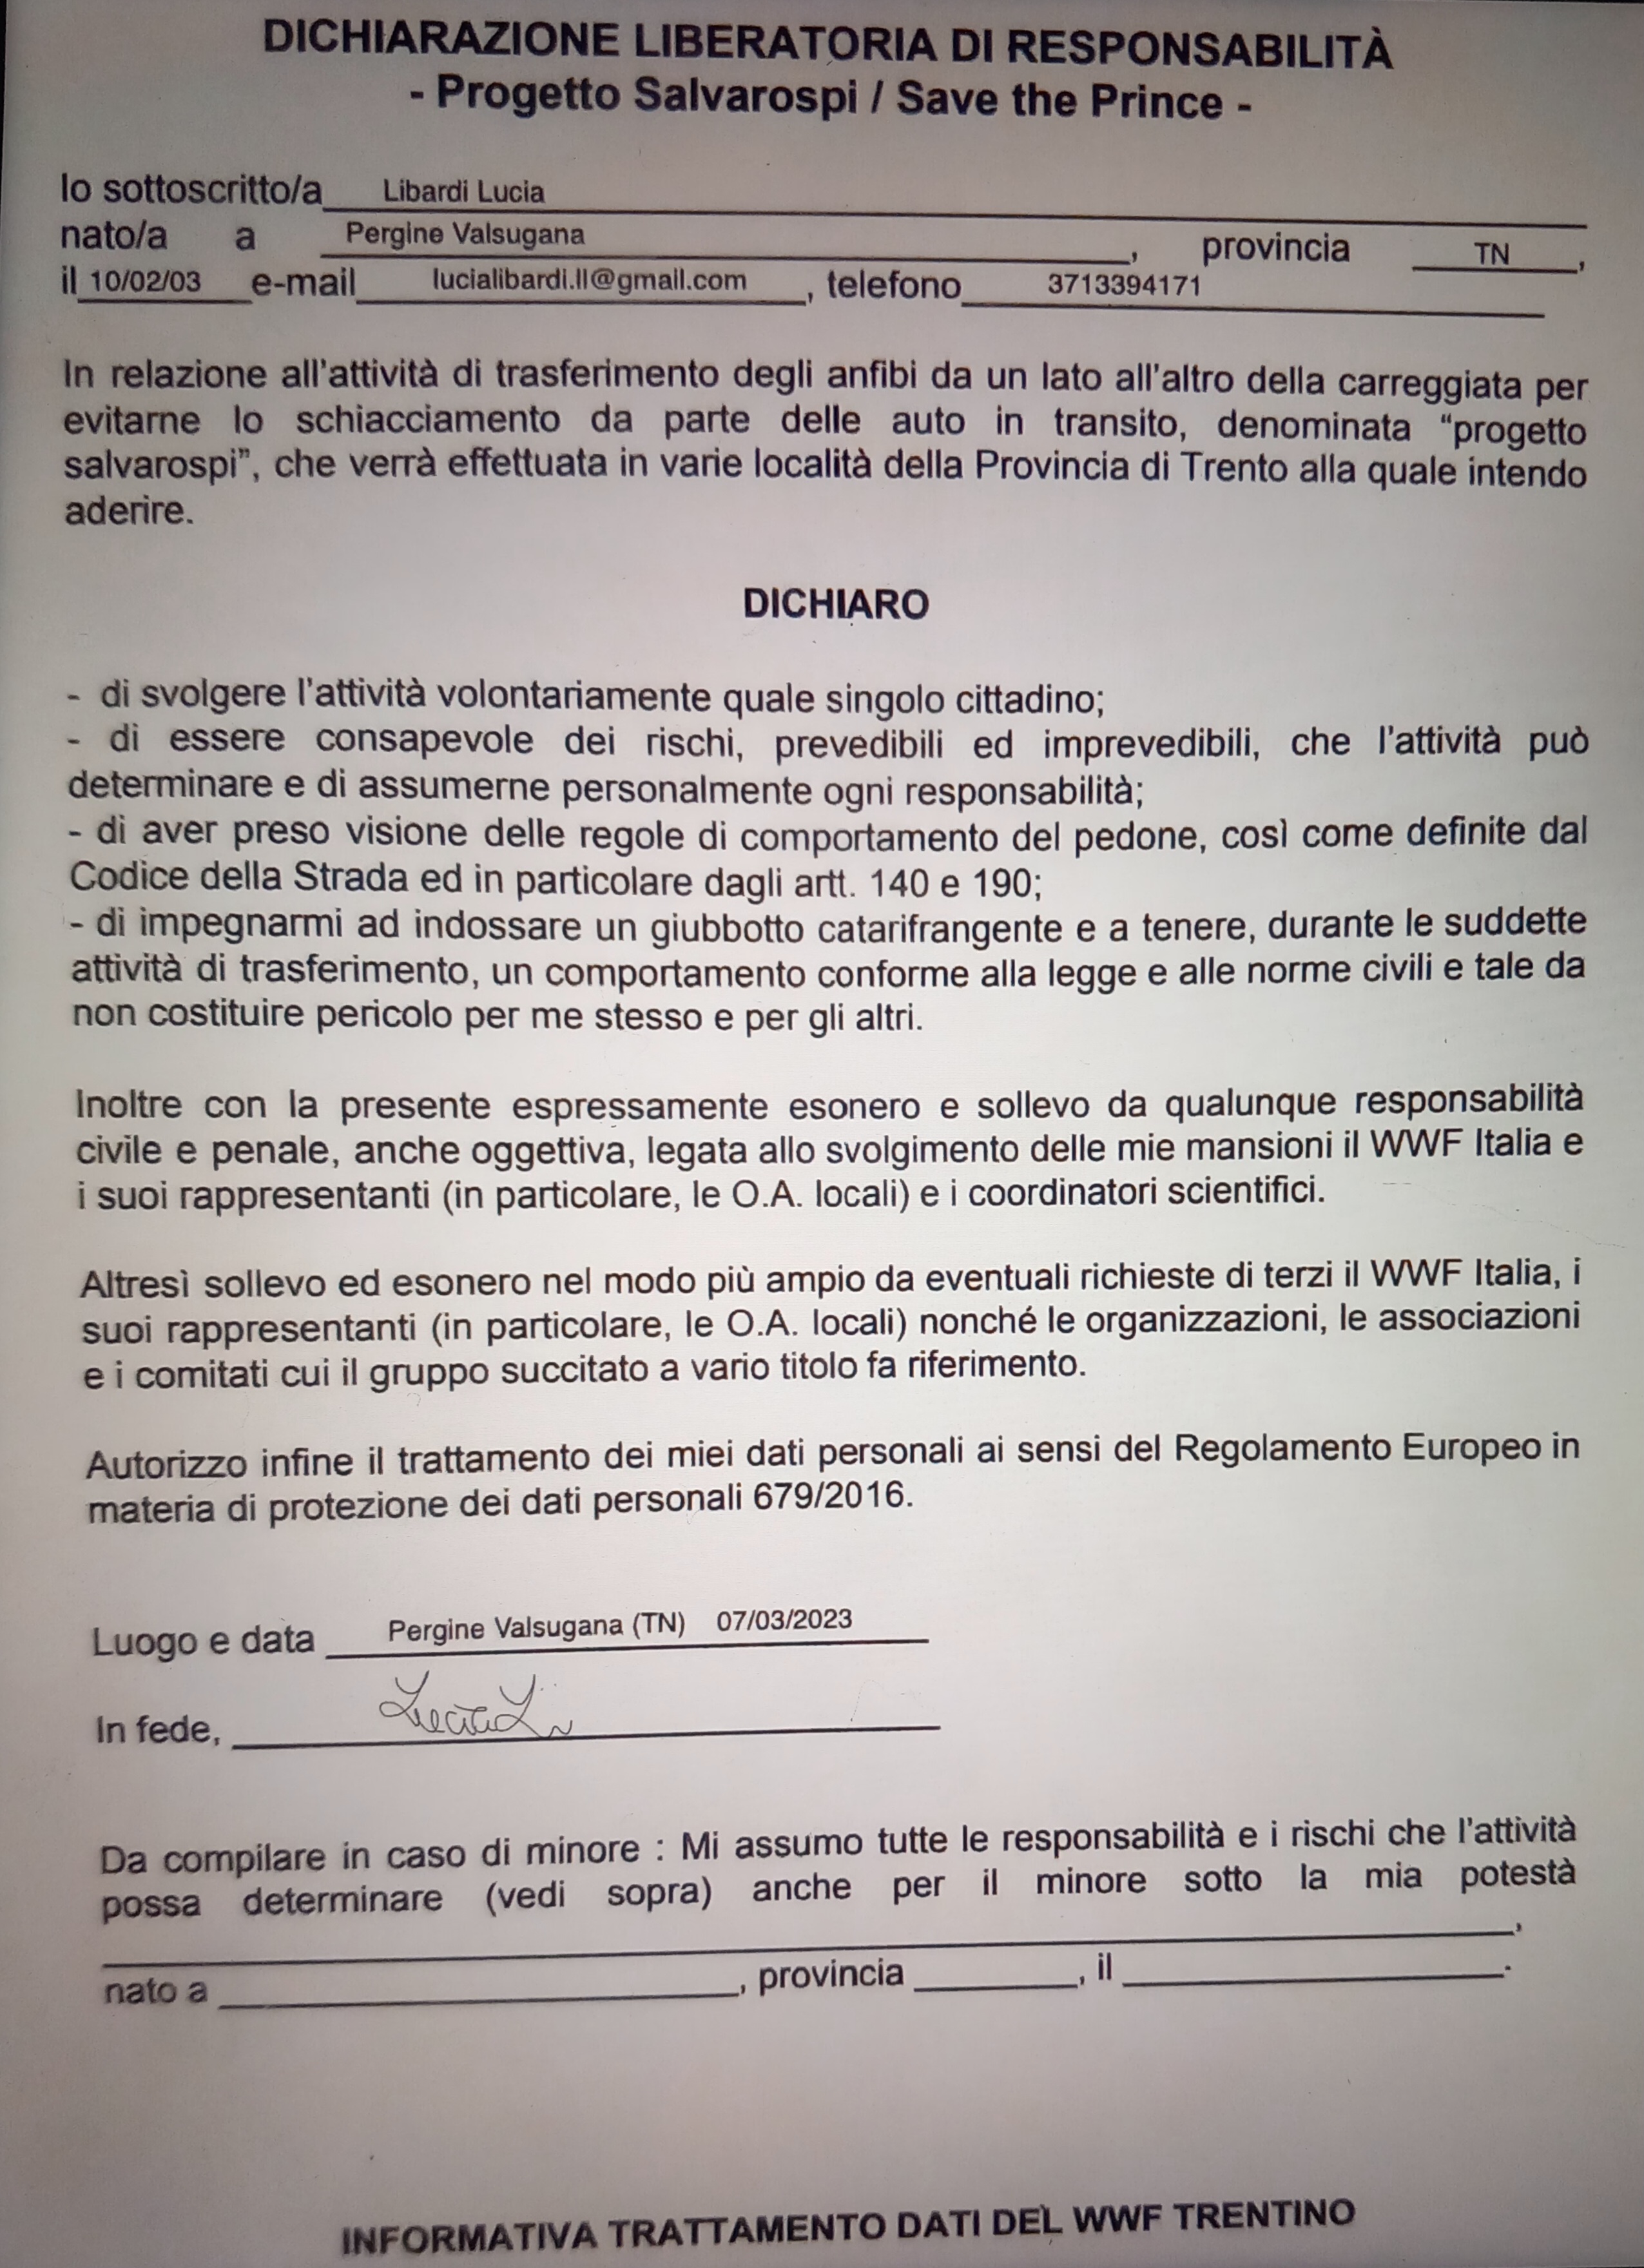 DICHIARAZIONE LIBERATORIA DI RESPONSABILITÀ
- Progetto Salvarospi / Save the Prince -
Io sottoscritto/a Libardi Lucia
nato/a a Pergine Valsugana, provincia TN,
il 10/02/03 e-mail lucialibardi.ll@gmail.com, telefono 3713394171
In relazione all'attività di trasferimento degli anfibi da un lato all'altro della carreggiata per
evitarne lo schiacciamento da parte delle auto in transito, denominata “progetto
salvarospi”, che verrà effettuata in varie località della Provincia di Trento alla quale intendo
aderire.
DICHIARO
- di svolgere l'attività volontariamente quale singolo cittadino;
- di essere consapevole dei rischi, prevedibili ed imprevedibili, che l'attività può
determinare e di assumerne personalmente ogni responsabilità;
- di aver preso visione delle regole di comportamento del pedone, così come definite dal
Codice della Strada ed in particolare dagli artt. 140 e 190;
- di impegnarmi ad indossare un giubbotto catarifrangente e a tenere, durante le suddette
attività di trasferimento, un comportamento conforme alla legge e alle norme civili e tale da
non costituire pericolo per me stesso e per gli altri.
Inoltre con la presente espressamente esonero e sollevo da qualunque responsabilità
civile e penale, anche oggettiva, legata allo svolgimento delle mie mansioni il WWF Italia e
i suoi rappresentanti (in particolare, le O.A. locali) e i coordinatori scientifici.
Altresì sollevo ed esonero nel modo più ampio da eventuali richieste di terzi il WWF Italia, i
suoi rappresentanti (in particolare, le O.A. locali) nonché le organizzazioni, le associazioni
e i comitati cui il gruppo succitato a vario titolo fa riferimento.
Autorizzo infine il trattamento dei miei dati personali ai sensi del Regolamento Europeo in
materia di protezione dei dati personali 679/2016.
Luogo e data Pergine Valsugana (TN) 07/03/2023
In fede, Lucia Li
Da compilare in caso di minore : Mi assumo tutte le responsabilità e i rischi che l'attività
possa determinare (vedi sopra) anche per il minore sotto la mia potestà
,
nato a , provincia , il .
INFORMATIVA TRATTAMENTO DATI DEL WWF TRENTINO